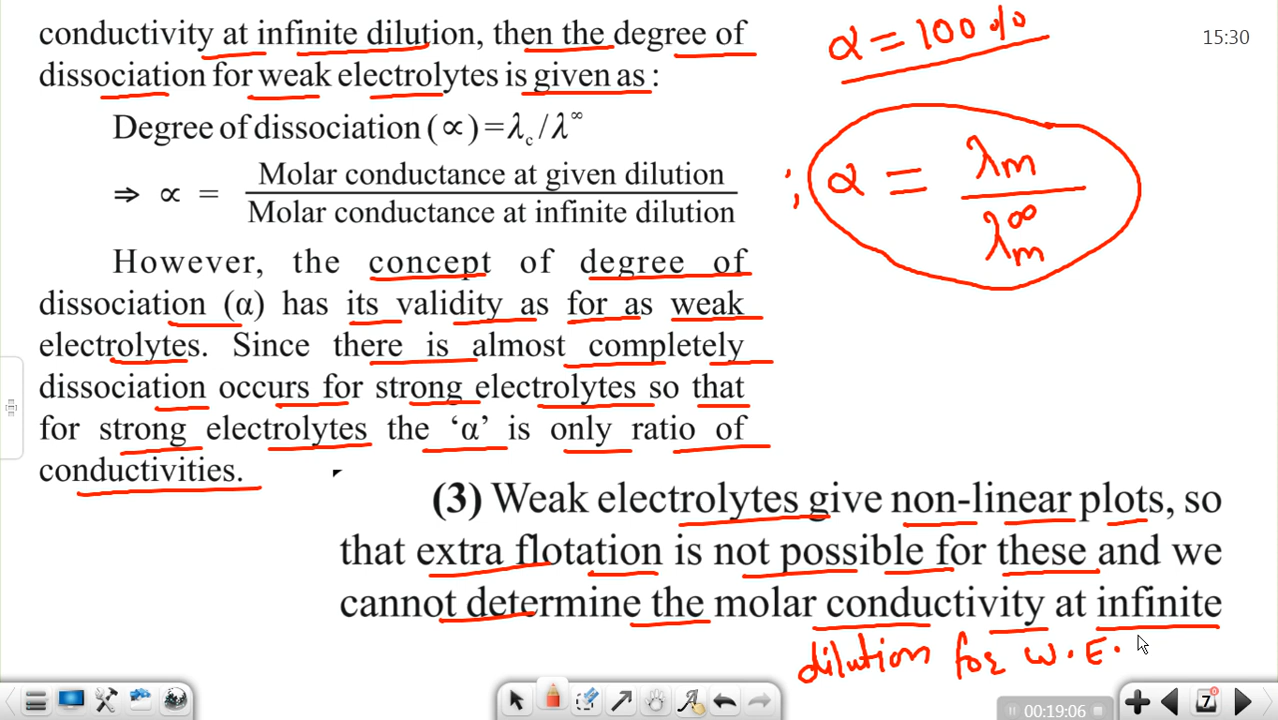 conductivity at infinite dilution, then the degree of
dissociation for weak electrolytes is given as :
Degree of dissociation (∝) = λc / λ∞
⇒ ∝ = Molar conductance at given dilution
Molar conductance at infinite dilution
However, the concept of degree of
dissociation (α) has its validity as for as weak
electrolytes. Since there is almost completely
dissociation occurs for strong electrolytes so that
for strong electrolytes the ‘α’ is only ratio of
conductivities.
α = 100 %
; α = λm
λm∞
15:30
(3) Weak electrolytes give non-linear plots, so
that extra flotation is not possible for these and we
cannot determine the molar conductivity at infinite
dilution for W.E.
00:19:06
7